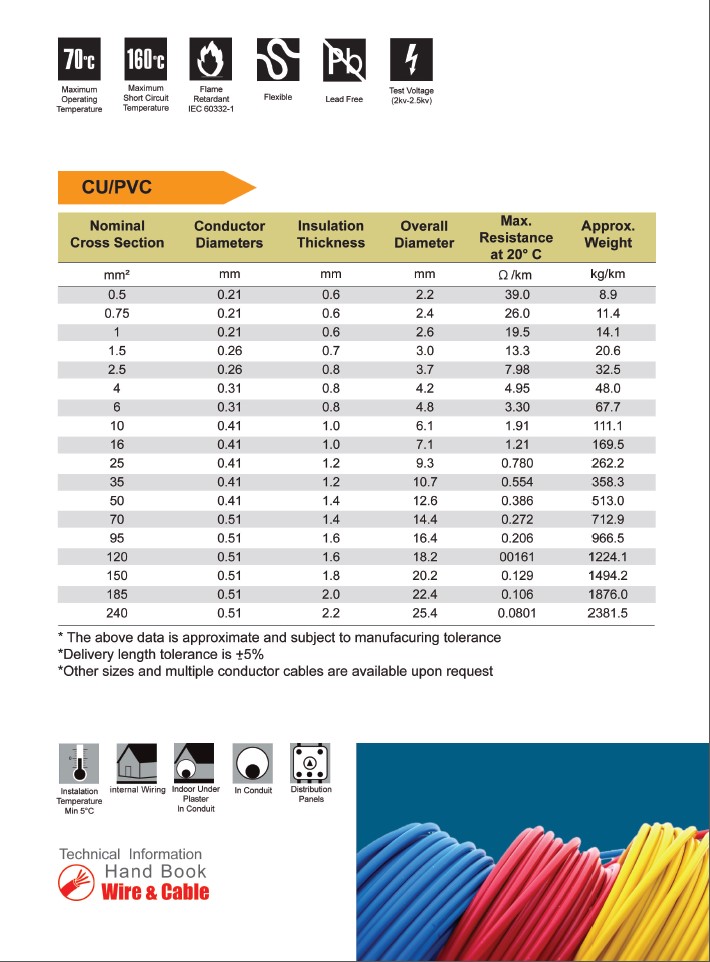 70°C
160°C
Pb
Maximum
Operating
Temperature
Maximum
Short Circuit
Temperature
Flame
Retardant
IEC 60332-1
Flexible
Lead Free
Test Voltage
(2kv-2.5kv)
CU/PVC
Nominal Cross Section Conductor Diameters Insulation Thickness Overall Diameter Max. Resistance at 20° C Approx. Weight
mm² mm mm mm Ω /km kg/km
0.5 0.21 0.6 2.2 39.0 8.9
0.75 0.21 0.6 2.4 26.0 11.4
1 0.21 0.6 2.6 19.5 14.1
1.5 0.26 0.7 3.0 13.3 20.6
2.5 0.26 0.8 3.7 7.98 32.5
4 0.31 0.8 4.2 4.95 48.0
6 0.31 0.8 4.8 3.30 67.7
10 0.41 1.0 6.1 1.91 111.1
16 0.41 1.0 7.1 1.21 169.5
25 0.41 1.2 9.3 0.780 262.2
35 0.41 1.2 10.7 0.554 358.3
50 0.41 1.4 12.6 0.386 513.0
70 0.51 1.4 14.4 0.272 712.9
95 0.51 1.6 16.4 0.206 966.5
120 0.51 1.6 18.2 00161 1224.1
150 0.51 1.8 20.2 0.129 1494.2
185 0.51 2.0 22.4 0.106 1876.0
240 0.51 2.2 25.4 0.0801 2381.5
* The above data is approximate and subject to manufacuring tolerance
*Delivery length tolerance is ±5%
*Other sizes and multiple conductor cables are available upon request
Instalation
Temperature
Min 5°C
internal Wiring
Indoor Under
Plaster
In Conduit
In Conduit
Distribution
Panels
Technical Information
Hand Book
Wire & Cable